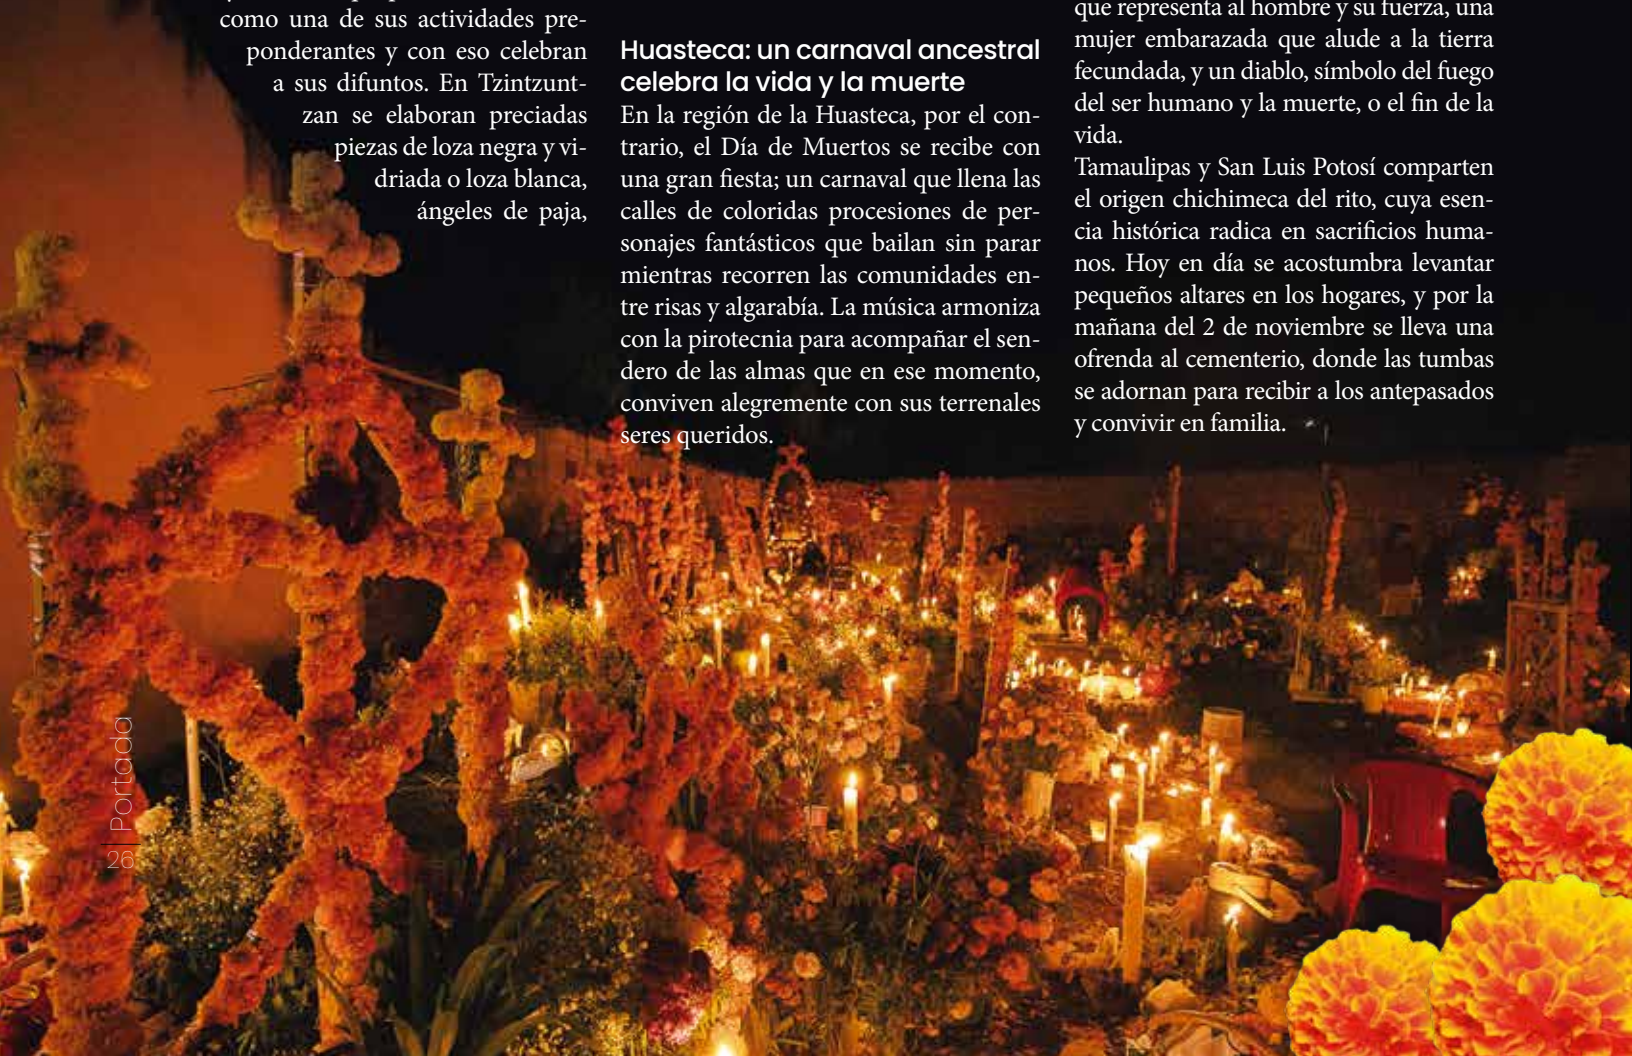 como una de sus actividades pre-
ponderantes y con eso celebran
a sus difuntos. En Tzintzunt-
zan se elaboran preciadas
piezas de loza negra y vi-
driada o loza blanca,
ángeles de paja,
Huasteca: un carnaval ancestral
celebra la vida y la muerte
En la región de la Huasteca, por el con-
trario, el Día de Muertos se recibe con
una gran fiesta; un carnaval que llena las
calles de coloridas procesiones de per-
sonajes fantásticos que bailan sin parar
mientras recorren las comunidades en-
tre risas y algarabía. La música armoniza
con la pirotecnia para acompañar el sen-
dero de las almas que en ese momento,
conviven alegremente con sus terrenales
seres queridos.
que representa al hombre y su fuerza, una
mujer embarazada que alude a la tierra
fecundada, y un diablo, símbolo del fuego
del ser humano y la muerte, o el fin de la
vida.
Tamaulipas y San Luis Potosí comparten
el origen chichimeca del rito, cuya esen-
cia histórica radica en sacrificios huma-
nos. Hoy en día se acostumbra levantar
pequeños altares en los hogares, y por la
mañana del 2 de noviembre se lleva una
ofrenda al cementerio, donde las tumbas
se adornan para recibir a los antepasados
y convivir en familia.
Portada
26